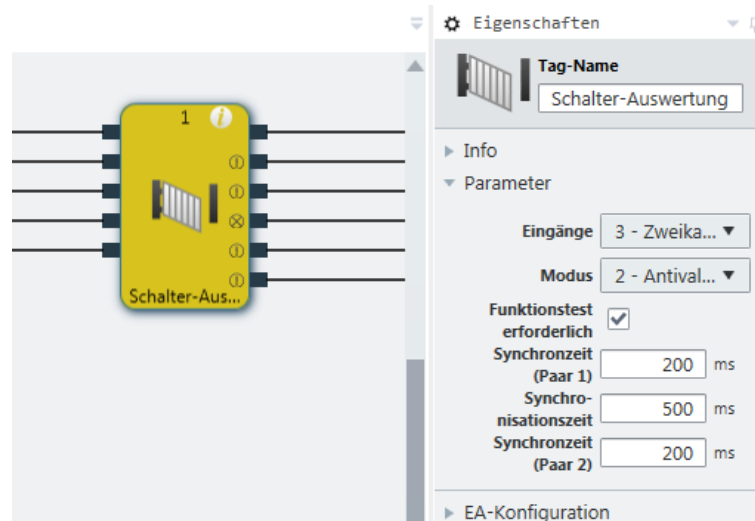 Eigenschaften
Tag-Name
Schalter-Auswertung
1
Schalter-Aus...
Info
Parameter
Eingänge 3 - Zweika...
Modus 2 - Antival...
Funktionstest
erforderlich
Synchronzeit
(Paar 1) 200 ms
Synchro-
nisationszeit 500 ms
Synchronzeit
(Paar 2) 200 ms
EA-Konfiguration